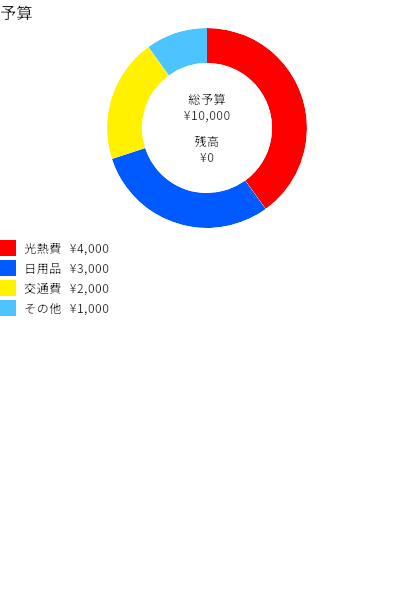 予算
総予算
¥10,000
残高
¥0
光熱費 ¥4,000
日用品 ¥3,000
交通費 ¥2,000
その他 ¥1,000